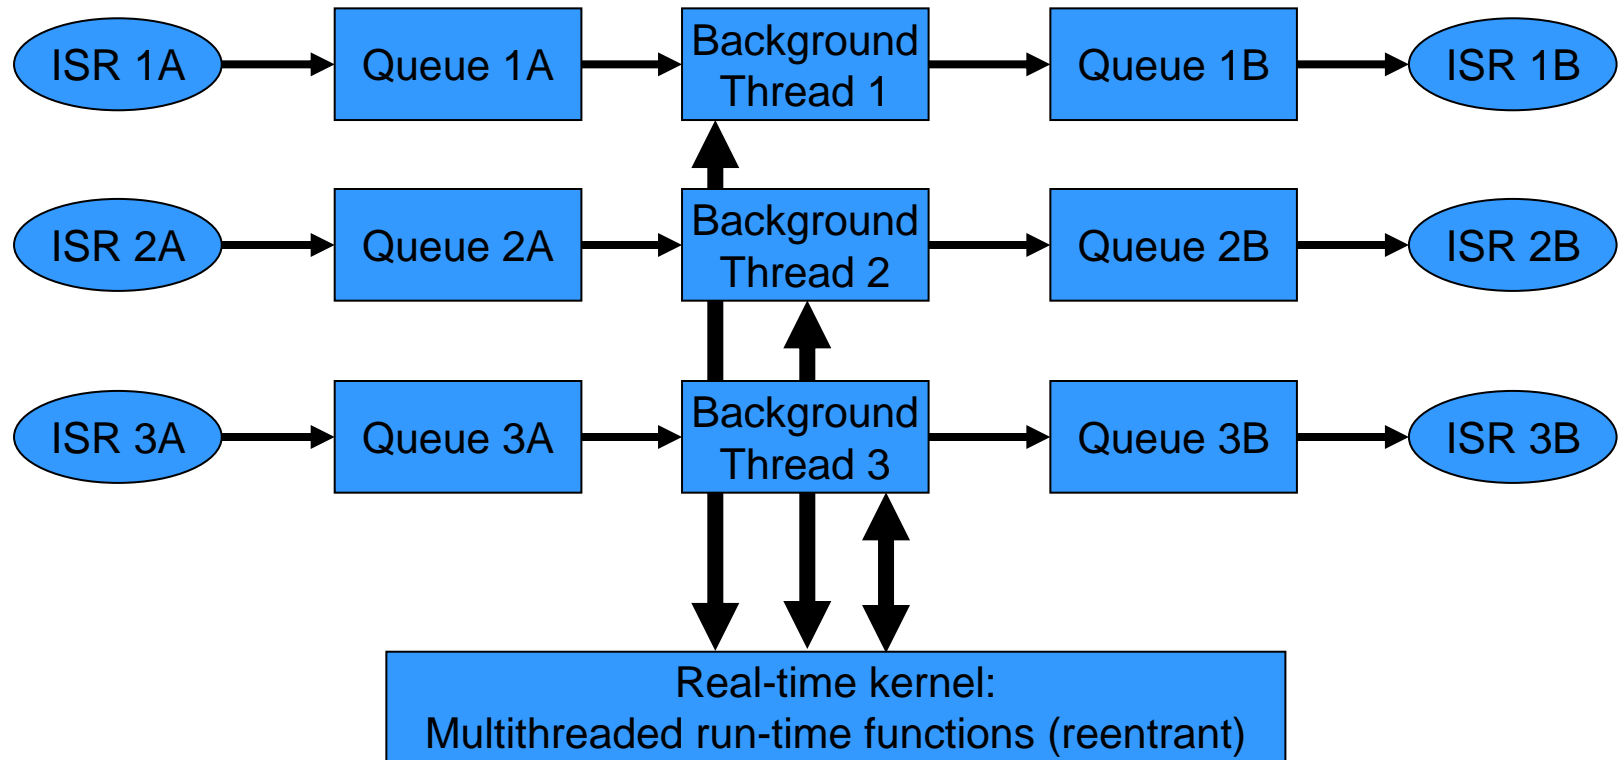 ISR 1A
Queue 1A
Background
Thread 1
Queue 1B
ISR 1B
ISR 2A
Queue 2A
Background
Thread 2
Queue 2B
ISR 2B
ISR 3A
Queue 3A
Background
Thread 3
Queue 3B
ISR 3B
Real-time kernel:
Multithreaded run-time functions (reentrant)